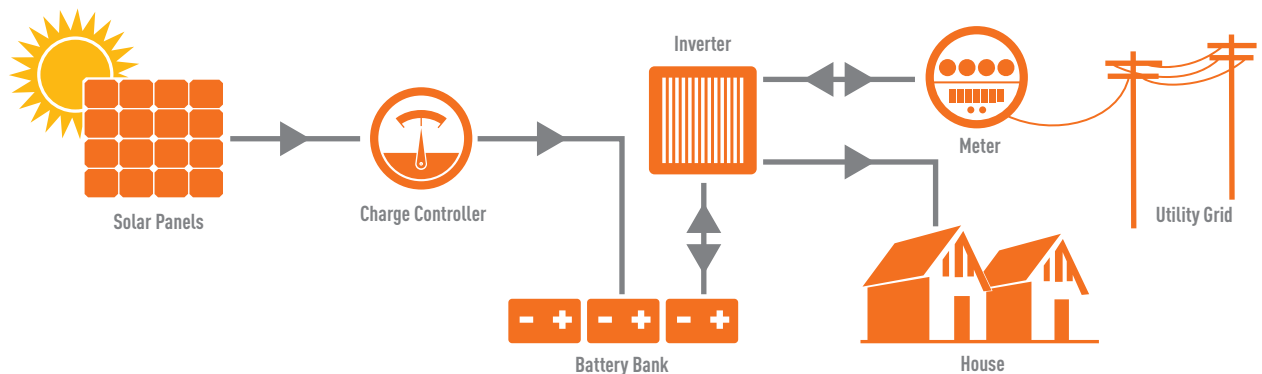 Solar Panels
Charge Controller
Battery Bank
Inverter
Meter
House
Utility Grid